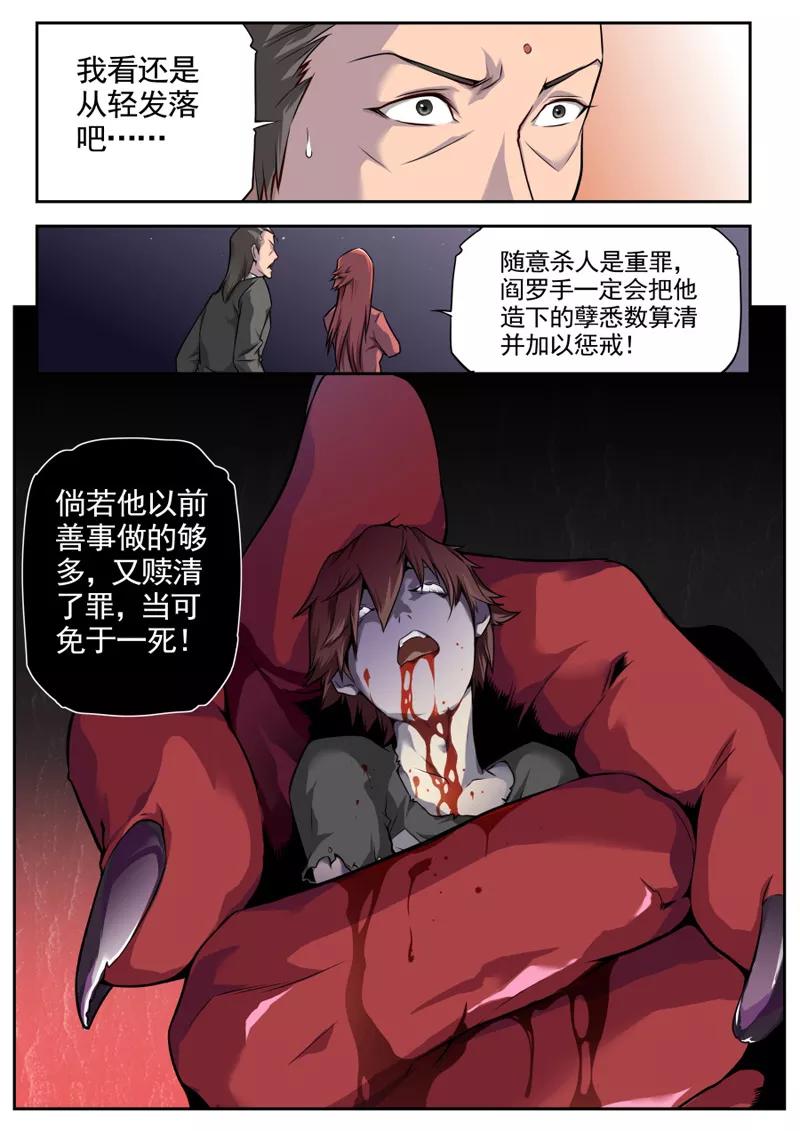 我看还是
从轻发落
吧……
随意杀人是重罪，
阎罗手一定会把他
造下的孽悉数算清
并加以惩戒！
倘若他以前
善事做的够
多，又赎清
了罪，当可
免于一死！